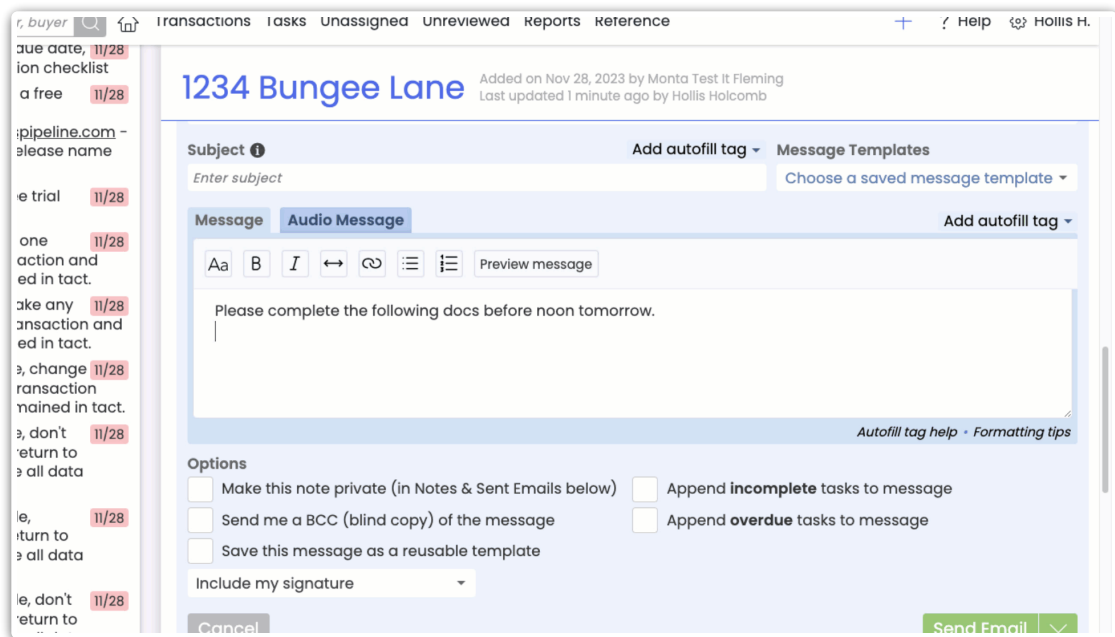 r, buyer
Transactions Tasks Unassigned Unreviewed Reports Reference
? Help Hollis H.
due date, 11/28
ion checklist
a free 11/28
spipeline.com -
elease name
e trial 11/28
one 11/28
action and
ed in tact.
ake any 11/28
ansaction and
ed in tact.
e, change 11/28
ransaction
mained in tact.
e, don't 11/28
return to
e all data
le, 11/28
eturn to
e all data
le, don't 11/28
return to
1234 Bungee Lane
Added on Nov 28, 2023 by Monta Test It Fleming
Last updated 1 minute ago by Hollis Holcomb
Subject Add autofill tag
Message Templates
Enter subject
Choose a saved message template
Message Audio Message
Add autofill tag
Aa B I Preview message
Please complete the following docs before noon tomorrow.
Autofill tag help • Formatting tips
Options
Make this note private (in Notes & Sent Emails below)
Append incomplete tasks to message
Send me a BCC (blind copy) of the message
Append overdue tasks to message
Save this message as a reusable template
Include my signature
Cancel
Send Email